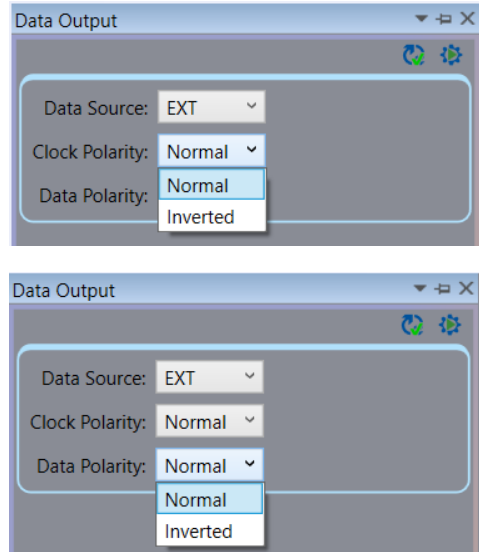 Data Output
Data Source: EXT
Clock Polarity: Normal
Normal
Data Polarity:
Inverted
Data Output
Data Source: EXT
Clock Polarity: Normal
Data Polarity: Normal
Normal
Inverted